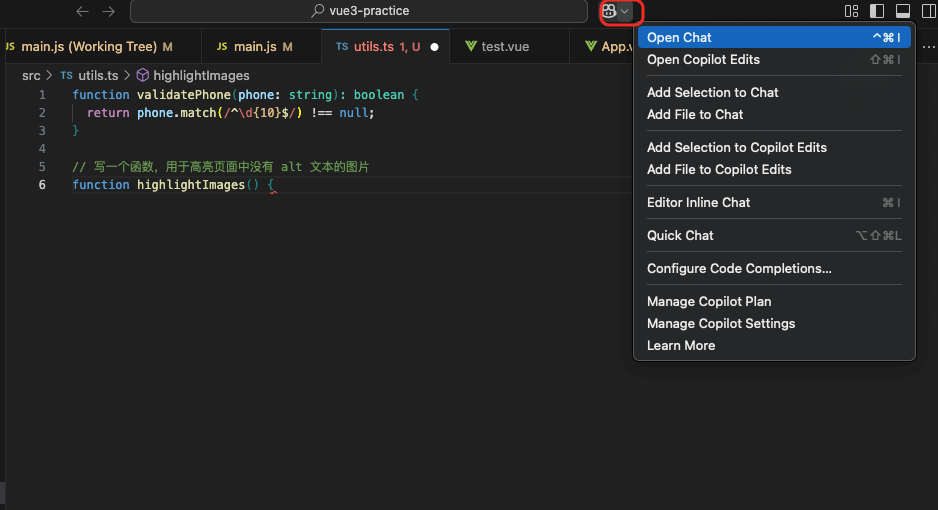 vue3-practice
JS main.js (Working Tree) M
JS main.js M
TS utils.ts 1, U
test.vue
src > TS utils.ts > highlightImages
1 function validatePhone(phone: string): boolean {
2 return phone.match(/^\d{10}$/) !== null;
3 }
4
5 // 写一个函数，用于高亮页面中没有 alt 文本的图片
6 function highlightImages() {
Open Chat ^⌘I
Open Copilot Edits ⇧⌘I
Add Selection to Chat
Add File to Chat
Add Selection to Copilot Edits
Add File to Copilot Edits
Editor Inline Chat ⌘I
Quick Chat ⌥⇧⌘L
Configure Code Completions...
Manage Copilot Plan
Manage Copilot Settings
Learn More